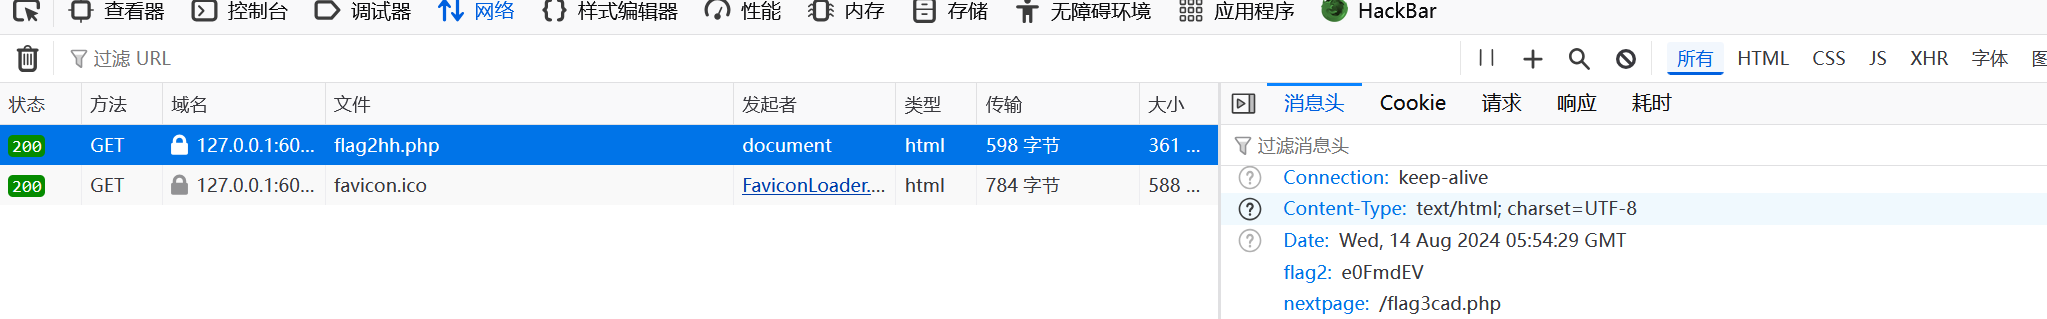 查看器 控制台 调试器 网络 样式编辑器 性能 内存 存储 无障碍环境 应用程序 HackBar
过滤 URL 所有 HTML CSS JS XHR 字体
状态 方法 域名 文件 发起者 类型 传输 大小 消息头 Cookie 请求 响应 耗时
200 GET 127.0.0.1:60... flag2hh.php document html 598 字节 361 ... 过滤消息头
200 GET 127.0.0.1:60... favicon.ico FaviconLoader.... html 784 字节 588 ...
Connection: keep-alive
Content-Type: text/html; charset=UTF-8
Date: Wed, 14 Aug 2024 05:54:29 GMT
flag2: e0FmdEV
nextpage: /flag3cad.php